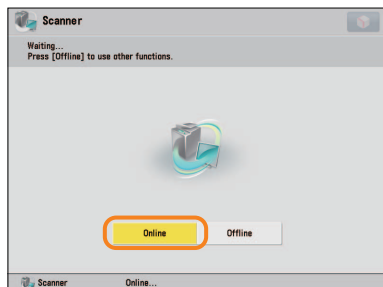 Scanner
Waiting...
Press [Offline] to use other functions.
Online Offline
Scanner Online...